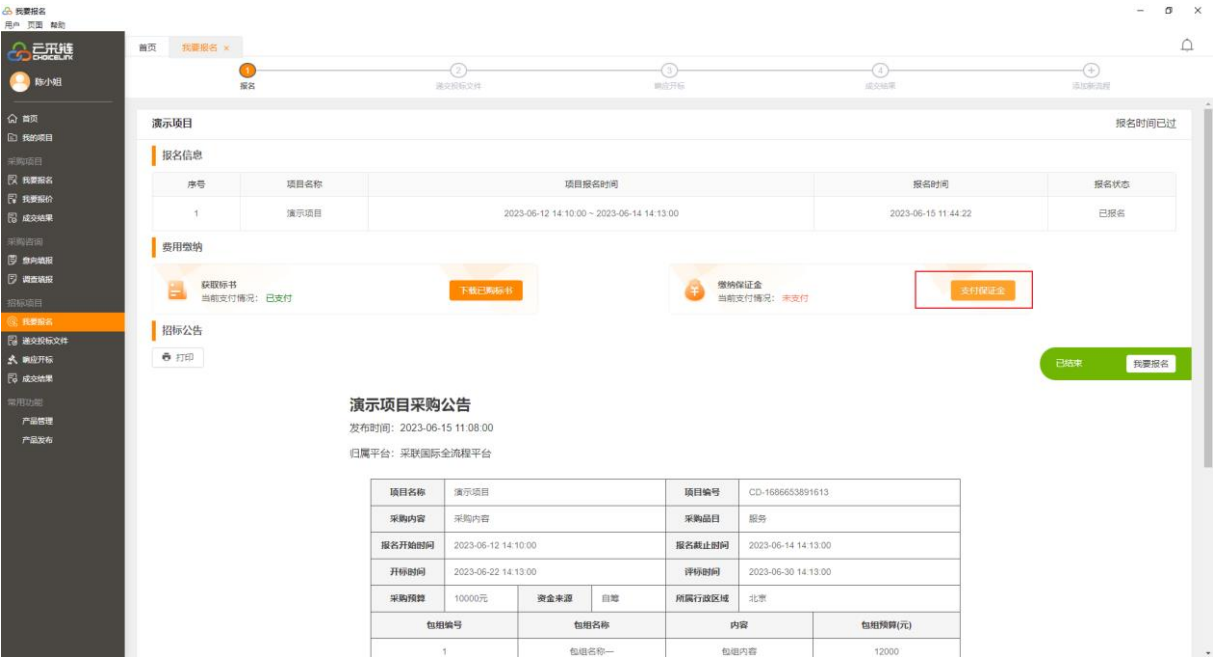 我要报名
用户 页面 帮助
云采链
CHOICELINK
陈小姐
首页
我的项目
采购项目
我要报名
我要报价
成交结果
采购咨询
意向填报
调查填报
招标项目
我要报名
递交投标文件
响应开标
成交结果
常用功能
产品管理
产品发布
首页 我要报名 ×
1 2 3 4
报名 递交投标文件 响应开标 成交结果 添加新流程
演示项目 报名时间已过
报名信息
序号 项目名称 项目报名时间 报名时间 报名状态
1 演示项目 2023-06-12 14:10:00 ~ 2023-06-14 14:13:00 2023-06-15 11:44:22 已报名
费用缴纳
获取标书 下载已购标书 缴纳保证金 支付保证金
当前支付情况: 已支付 当前支付情况: 未支付
招标公告
打印 已结束 我要报名
演示项目采购公告
发布时间: 2023-06-15 11:08:00
归属平台: 采联国际全流程平台
项目名称 演示项目 项目编号 CD-1686653891613
采购内容 采购内容 采购品目 服务
报名开始时间 2023-06-12 14:10:00 报名截止时间 2023-06-14 14:13:00
开标时间 2023-06-22 14:13:00 评标时间 2023-06-30 14:13:00
采购预算 10000元 资金来源 自筹 所属行政区域 北京
包组编号 包组名称 内容 包组预算(元)
1 包组名称一 包组内容 12000